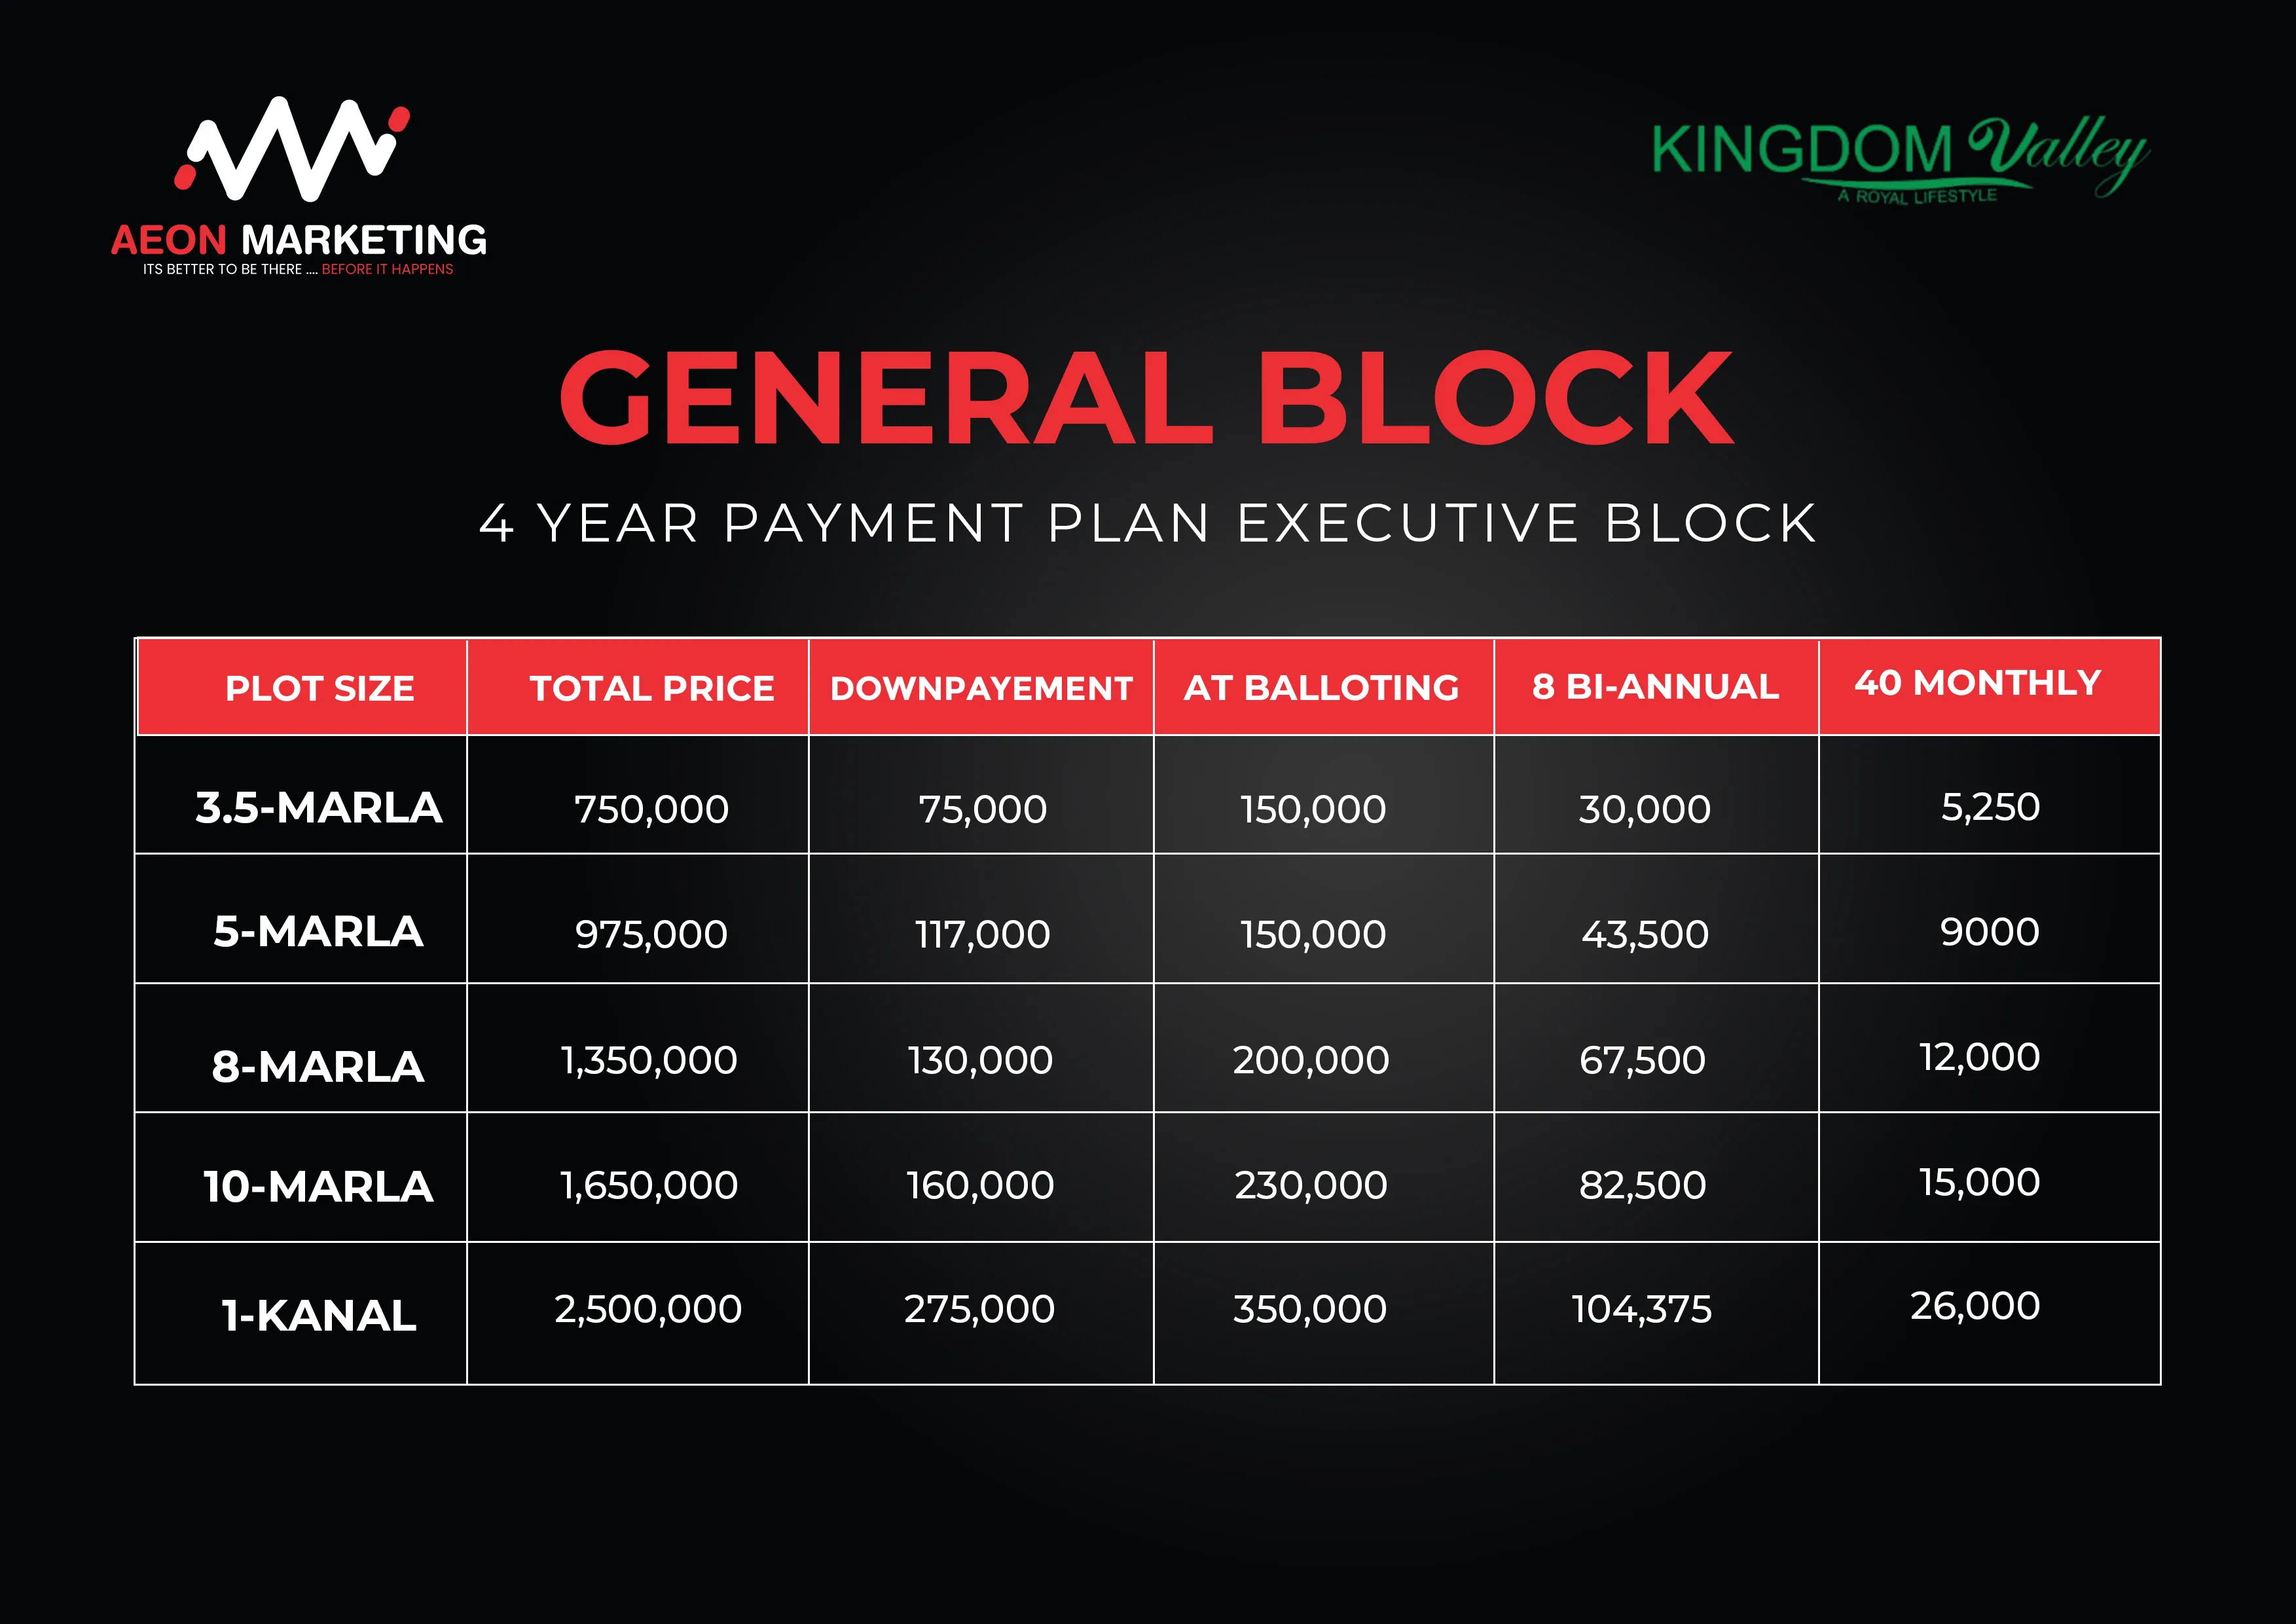 AEON MARKETING
ITS BETTER TO BE THERE .... BEFORE IT HAPPENS
KINGDOM Valley
A ROYAL LIFESTYLE
GENERAL BLOCK
4 YEAR PAYMENT PLAN EXECUTIVE BLOCK
PLOT SIZE TOTAL PRICE DOWNPAYEMENT AT BALLOTING 8 BI-ANNUAL 40 MONTHLY
3.5-MARLA 750,000 75,000 150,000 30,000 5,250
5-MARLA 975,000 117,000 150,000 43,500 9000
8-MARLA 1,350,000 130,000 200,000 67,500 12,000
10-MARLA 1,650,000 160,000 230,000 82,500 15,000
1-KANAL 2,500,000 275,000 350,000 104,375 26,000